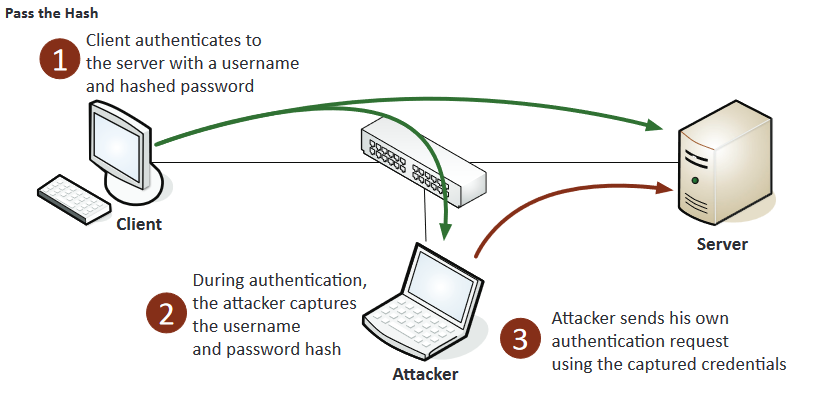 Pass the Hash
1
Client authenticates to
the server with a username
and hashed password
Client
Server
2
During authentication,
the attacker captures
the username
and password hash
Attacker
3
Attacker sends his own
authentication request
using the captured credentials